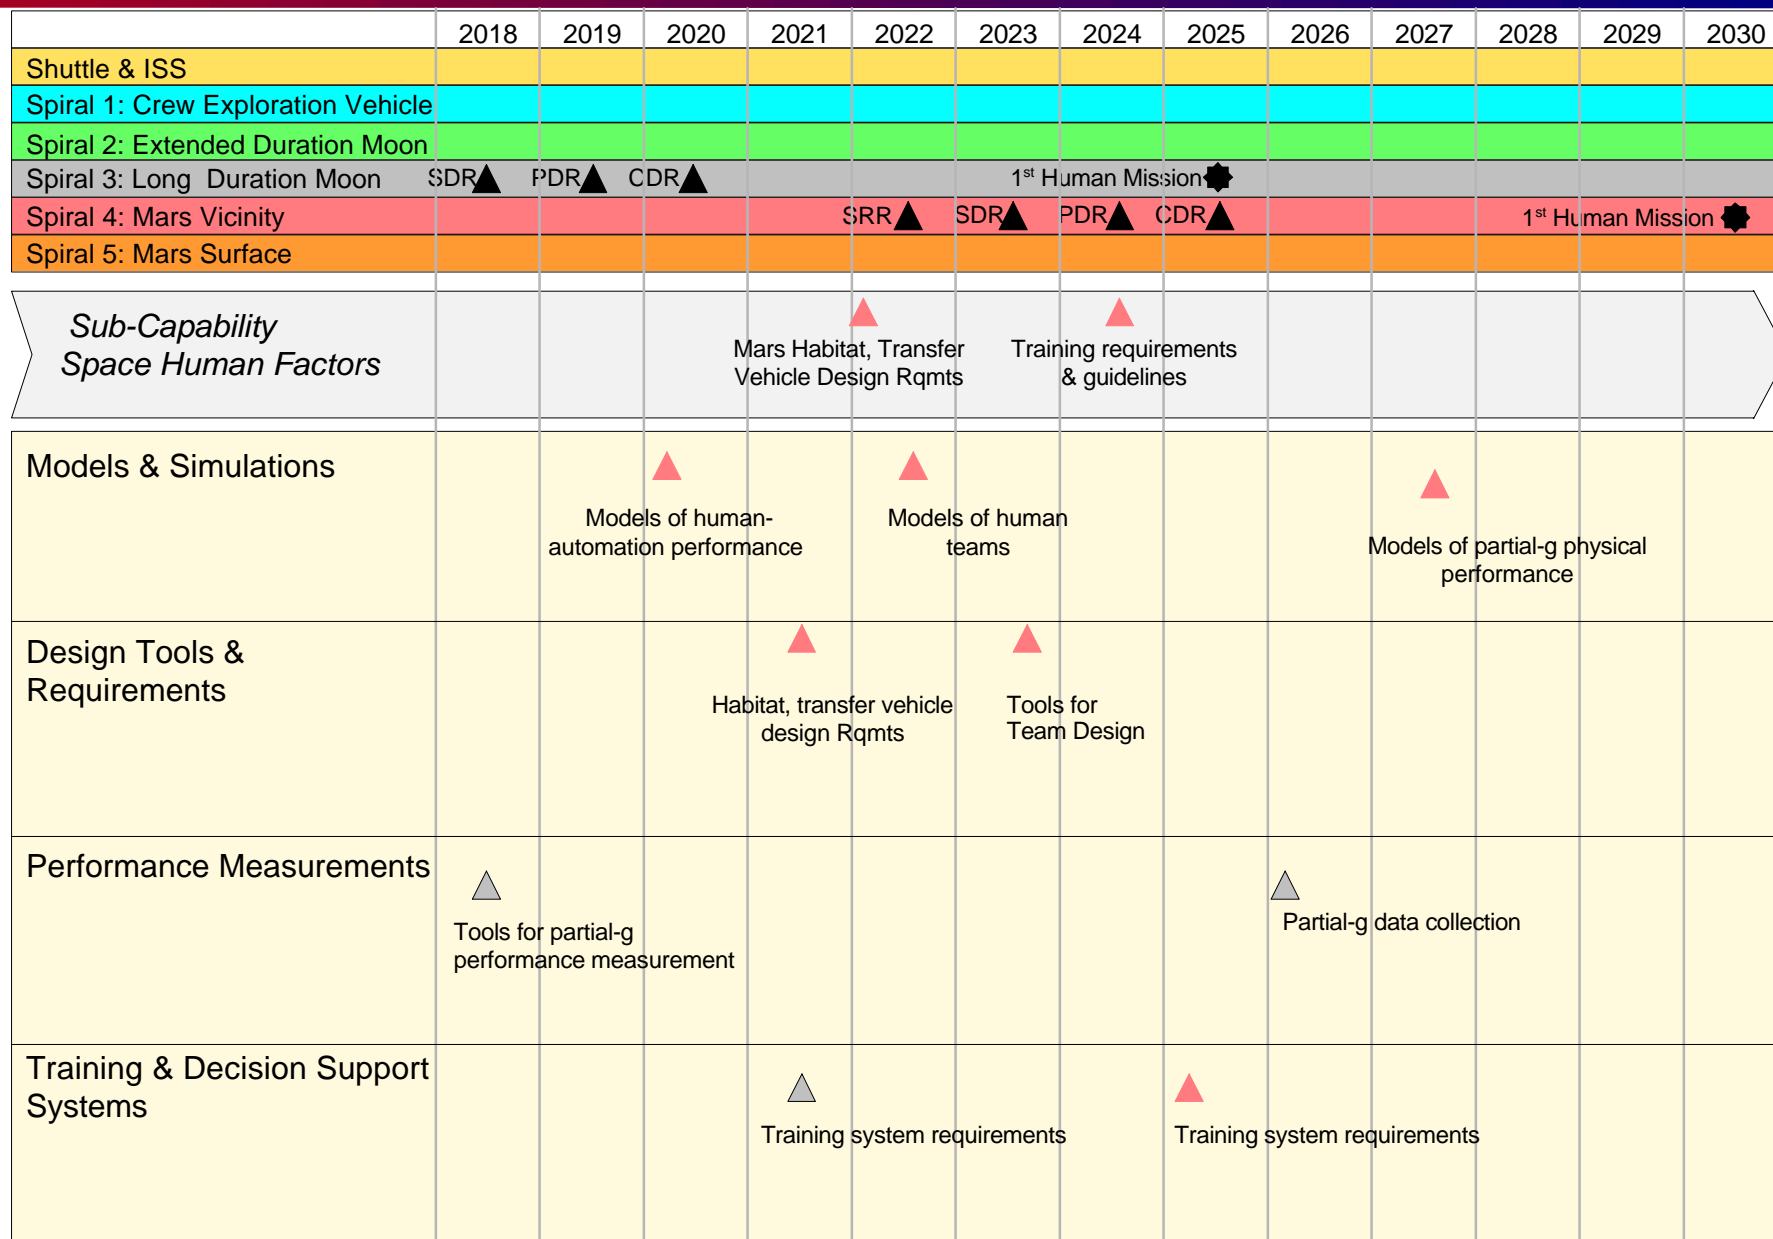 2018 2019 2020 2021 2022 2023 2024 2025 2026 2027 2028 2029 2030
Shuttle & ISS
Spiral 1: Crew Exploration Vehicle
Spiral 2: Extended Duration Moon
Spiral 3: Long Duration Moon SDR PDR CDR 1st Human Mission
Spiral 4: Mars Vicinity SRR SDR PDR CDR 1st Human Mission
Spiral 5: Mars Surface
Sub-Capability
Space Human Factors
Mars Habitat, Transfer
Vehicle Design Rqmts
Training requirements
& guidelines
Models & Simulations
Models of human-
automation performance
Models of human
teams
Models of partial-g physical
performance
Design Tools &
Requirements
Habitat, transfer vehicle
design Rqmts
Tools for
Team Design
Performance Measurements
Tools for partial-g
performance measurement
Partial-g data collection
Training & Decision Support
Systems
Training system requirements
Training system requirements